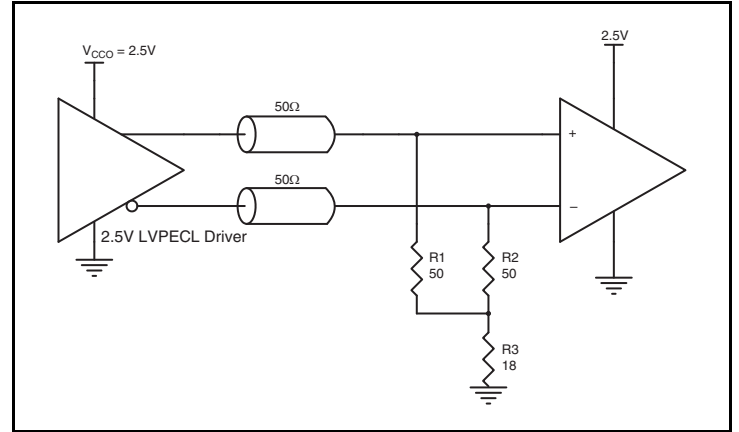 V_CCO = 2.5V
2.5V
50Ω
+
50Ω
–
2.5V LVPECL Driver
R1
50
R2
50
R3
18